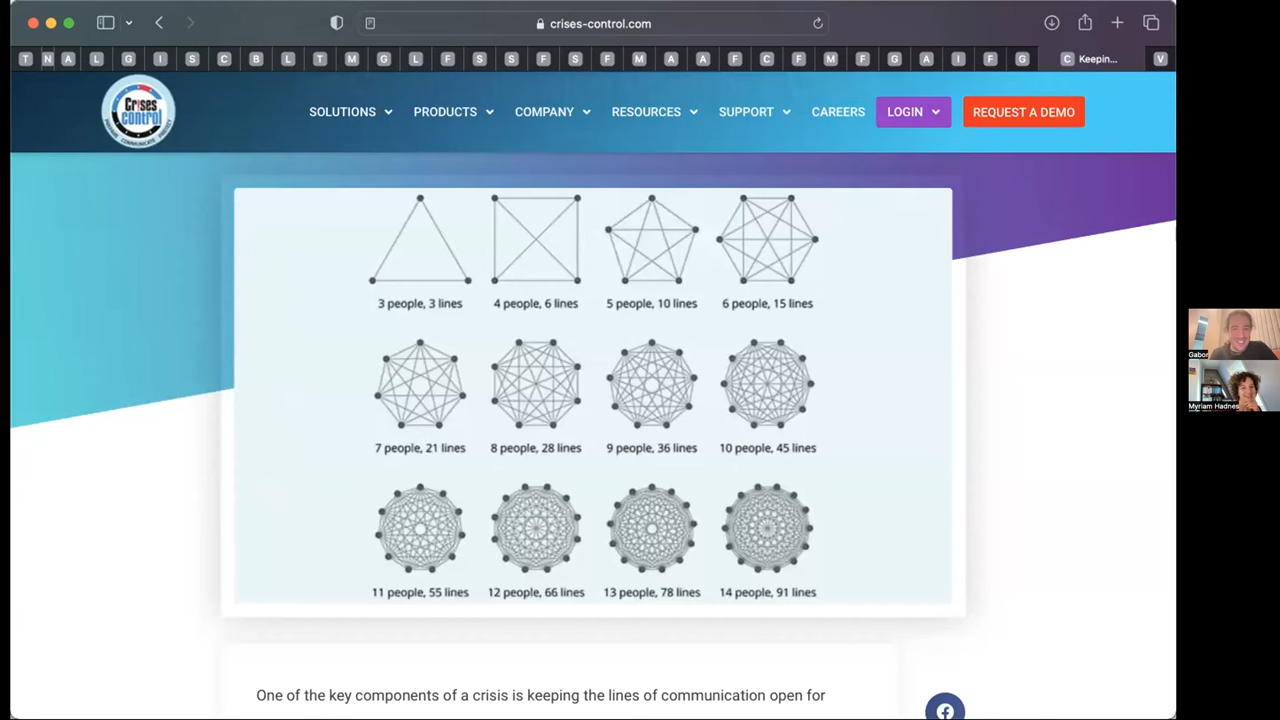 crises-control.com
T N A L G I S C B L T M G L F S S F S F M A A F C F M F G A I F G C Keepin... V
Crises
control
SOLUTIONS PRODUCTS COMPANY RESOURCES SUPPORT CAREERS LOGIN REQUEST A DEMO
3 people, 3 lines
4 people, 6 lines
5 people, 10 lines
6 people, 15 lines
7 people, 21 lines
8 people, 28 lines
9 people, 36 lines
10 people, 45 lines
11 people, 55 lines
12 people, 66 lines
13 people, 78 lines
14 people, 91 lines
One of the key components of a crisis is keeping the lines of communication open for
Gabor
Myriam Hadnes